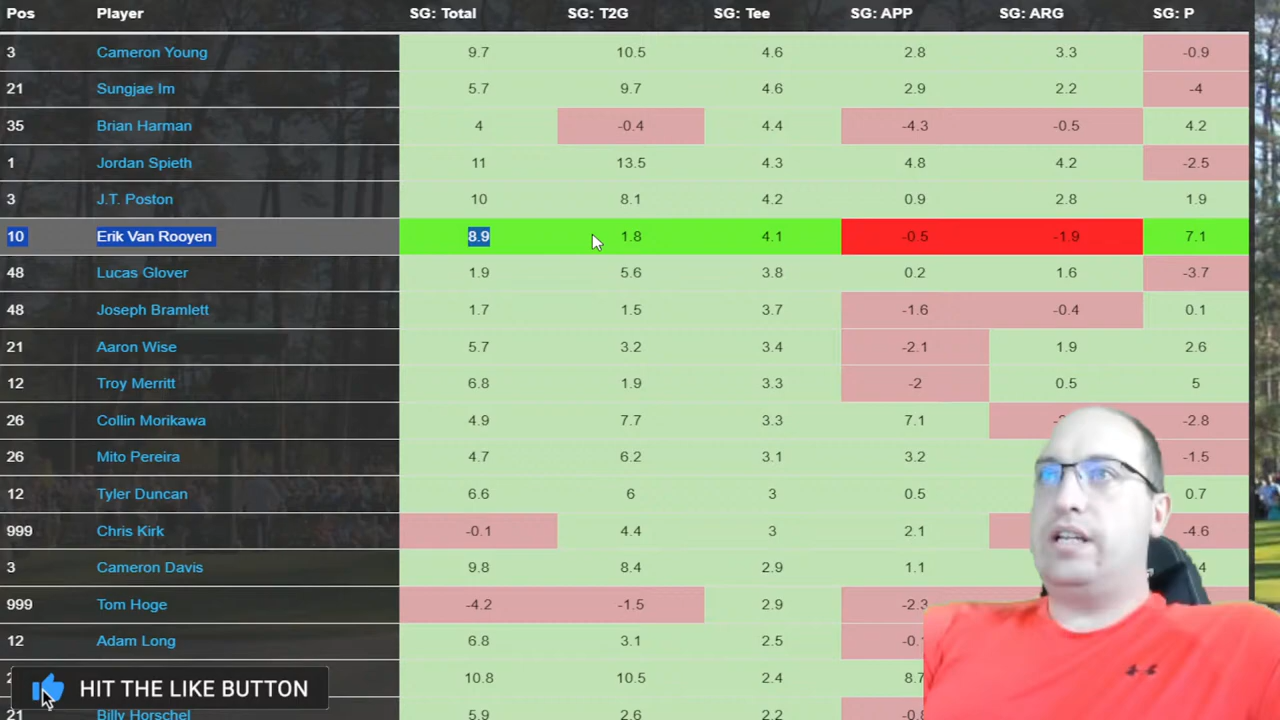 Pos Player SG: Total SG: T2G SG: Tee SG: APP SG: ARG SG: P
3 Cameron Young 9.7 10.5 4.6 2.8 3.3 -0.9
21 Sungjae Im 5.7 9.7 4.6 2.9 2.2 -4
35 Brian Harman 4 -0.4 4.4 -4.3 -0.5 4.2
1 Jordan Spieth 11 13.5 4.3 4.8 4.2 -2.5
3 J.T. Poston 10 8.1 4.2 0.9 2.8 1.9
10 Erik Van Rooyen 8.9 1.8 4.1 -0.5 -1.9 7.1
48 Lucas Glover 1.9 5.6 3.8 0.2 1.6 -3.7
48 Joseph Bramlett 1.7 1.5 3.7 -1.6 -0.4 0.1
21 Aaron Wise 5.7 3.2 3.4 -2.1 1.9 2.6
12 Troy Merritt 6.8 1.9 3.3 -2 0.5 5
26 Collin Morikawa 4.9 7.7 3.3 7.1 -2.8
26 Mito Pereira 4.7 6.2 3.1 3.2 -1.5
12 Tyler Duncan 6.6 6 3 0.5 0.7
999 Chris Kirk -0.1 4.4 3 2.1 -4.6
3 Cameron Davis 9.8 8.4 2.9 1.1
999 Tom Hoge -4.2 -1.5 2.9
12 Adam Long 6.8 3.1 2.5
10.8 10.5 2.4
HIT THE LIKE BUTTON
21 Billy Horschel 5.9 2.6 2.2